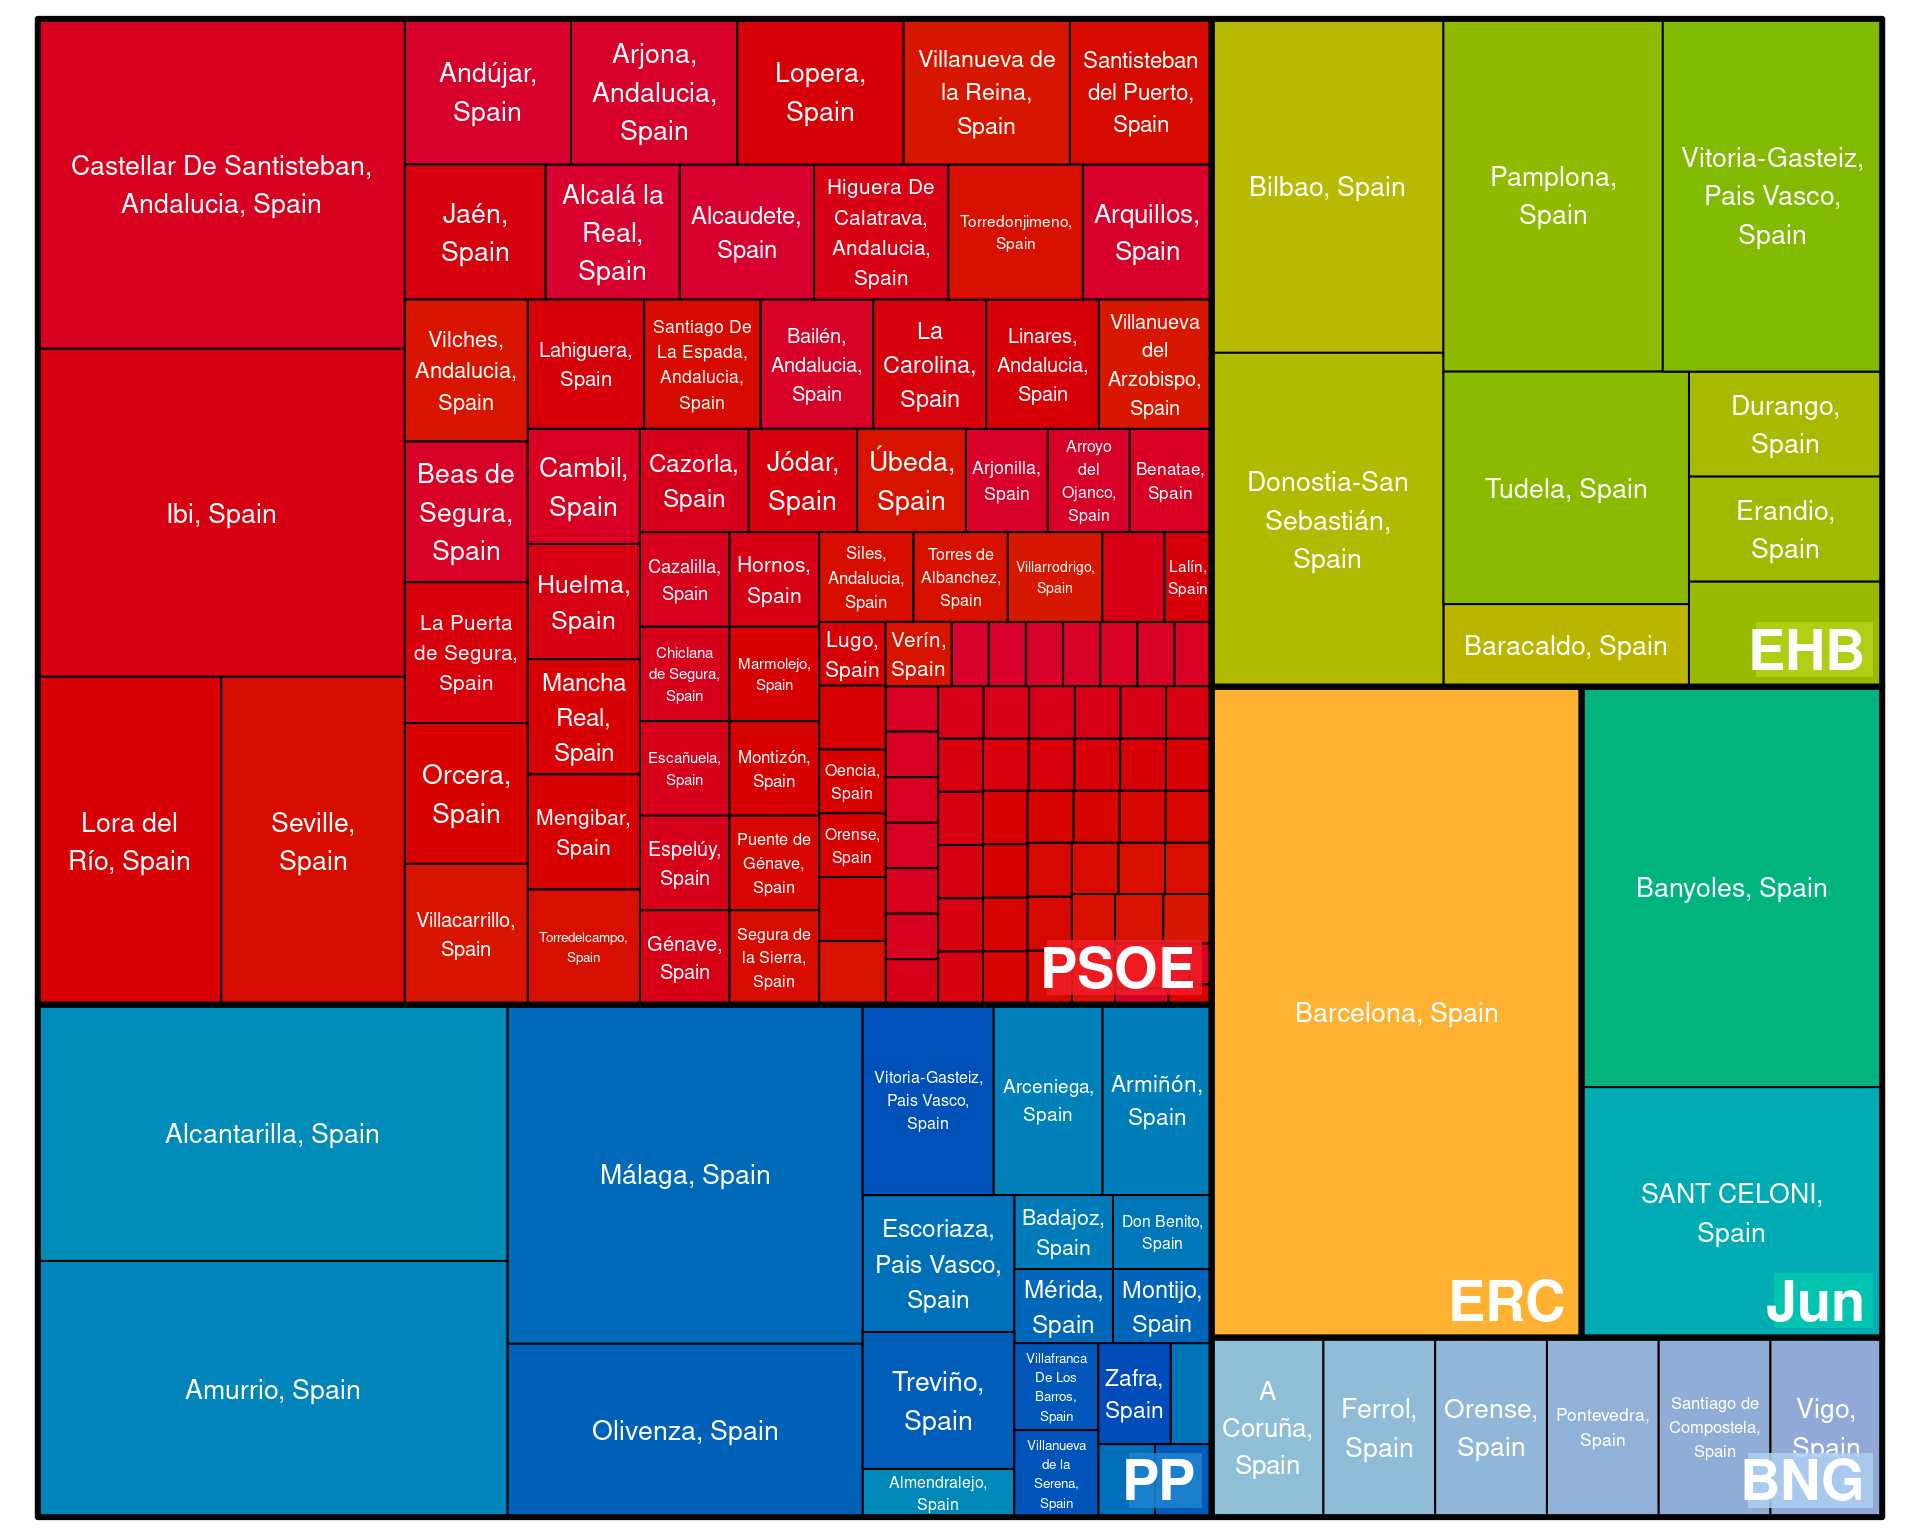 Castellar De Santisteban,
Andalucia, Spain
Ibi, Spain
Lora del
Río, Spain
Seville,
Spain
Andújar,
Spain
Arjona,
Andalucia,
Spain
Lopera,
Spain
Villanueva de
la Reina,
Spain
Santisteban
del Puerto,
Spain
Jaén,
Spain
Alcalá la
Real,
Spain
Alcaudete,
Spain
Higuera De
Calatrava,
Andalucia,
Spain
Torredonjimeno,
Spain
Arquillos,
Spain
Vilches,
Andalucia,
Spain
Beas de
Segura,
Spain
La Puerta
de Segura,
Spain
Orcera,
Spain
Villacarrillo,
Spain
Lahiguera,
Spain
Santiago De
La Espada,
Andalucia,
Spain
Bailén,
Andalucia,
Spain
La
Carolina,
Spain
Linares,
Andalucia,
Spain
Villanueva
del
Arzobispo,
Spain
Cambil,
Spain
Huelma,
Spain
Mancha
Real,
Spain
Mengibar,
Spain
Torredelcampo,
Spain
Cazorla,
Spain
Jódar,
Spain
Úbeda,
Spain
Arjonilla,
Spain
Arroyo
del
Ojanco,
Spain
Benatae,
Spain
Cazalilla,
Spain
Chiclana
de Segura,
Spain
Escañuela,
Spain
Espelúy,
Spain
Génave,
Spain
Hornos,
Spain
Marmolejo,
Spain
Montizón,
Spain
Puente de
Génave,
Spain
Segura de
la Sierra,
Spain
Siles,
Andalucia,
Spain
Torres de
Albanchez,
Spain
Villarrodrigo,
Spain
Lalín,
Spain
Lugo,
Spain
Verín,
Spain
Oencia,
Spain
Orense,
Spain
PSOE
Bilbao, Spain
Donostia-San
Sebastián,
Spain
Pamplona,
Spain
Vitoria-Gasteiz,
Pais Vasco,
Spain
Tudela, Spain
Baracaldo, Spain
Durango,
Spain
Erandio,
Spain
EHB
Alcantarilla, Spain
Amurrio, Spain
Málaga, Spain
Olivenza, Spain
Vitoria-Gasteiz,
Pais Vasco,
Spain
Arceniega,
Spain
Armiñón,
Spain
Escoriaza,
Pais Vasco,
Spain
Treviño,
Spain
Almendralejo,
Spain
Badajoz,
Spain
Don Benito,
Spain
Mérida,
Spain
Montijo,
Spain
Villafranca
De Los
Barros,
Spain
Zafra,
Spain
Villanueva
de la
Serena,
Spain
PP
Barcelona, Spain
ERC
Banyoles, Spain
SANT CELONI,
Spain
Jun
A
Coruña,
Spain
Ferrol,
Spain
Orense,
Spain
Pontevedra,
Spain
Santiago de
Compostela,
Spain
Vigo,
Spain
BNG